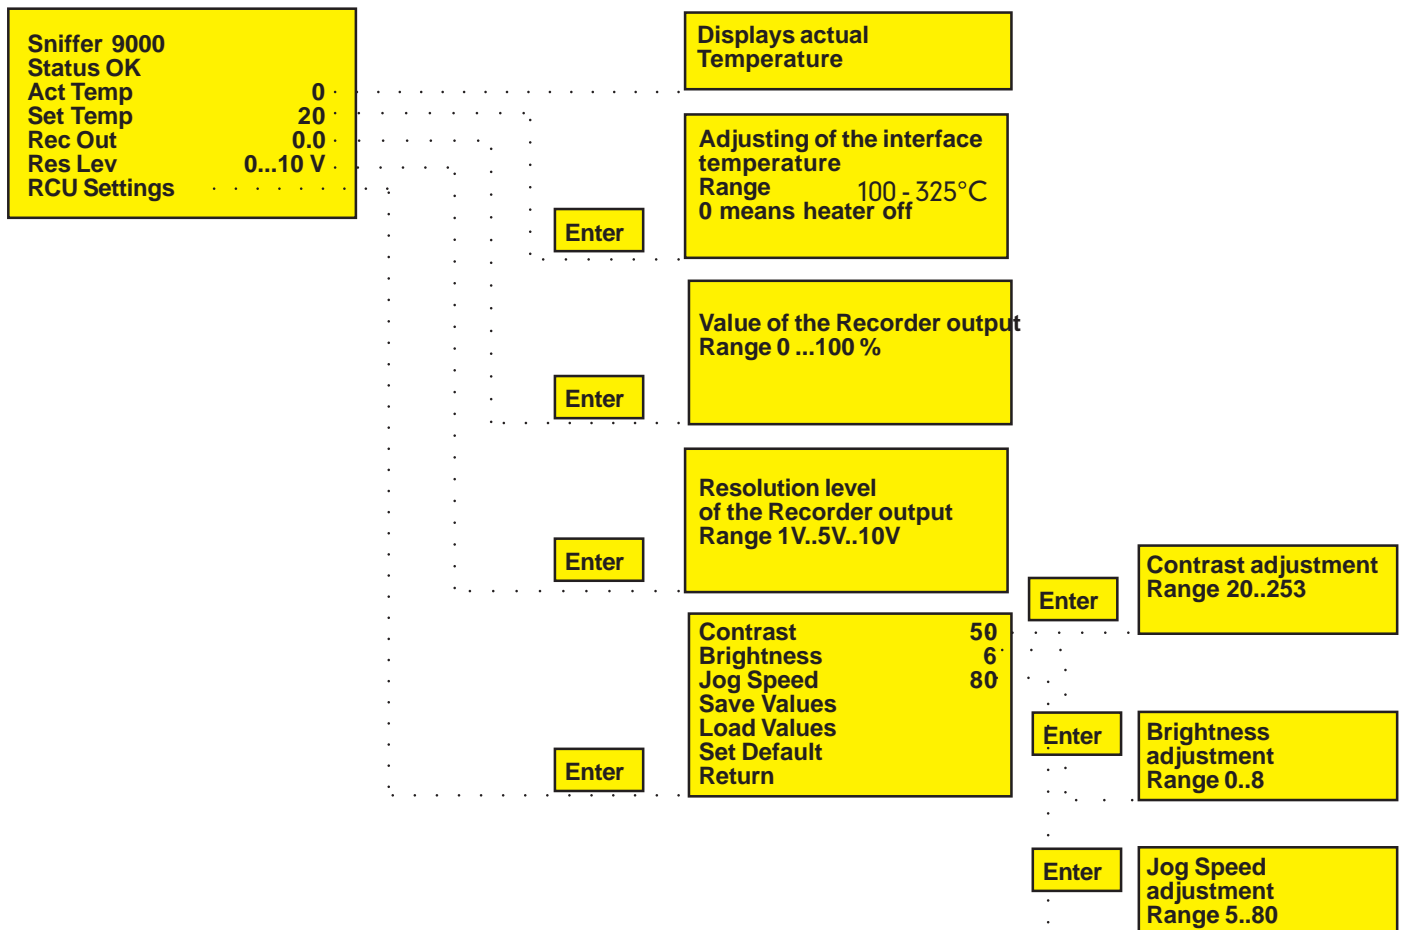 Sniffer 9000
Status OK
Act Temp 0
Set Temp 20
Rec Out 0.0
Res Lev 0...10 V
RCU Settings
Displays actual
Temperature
Adjusting of the interface
temperature
Range 100 - 325°C
0 means heater off
Enter
Value of the Recorder output
Range 0 ...100 %
Enter
Resolution level
of the Recorder output
Range 1V..5V..10V
Enter
Contrast 50
Brightness 6
Jog Speed 80
Save Values
Load Values
Set Default
Return
Enter
Enter
Contrast adjustment
Range 20..253
Enter
Brightness
adjustment
Range 0..8
Enter
Jog Speed
adjustment
Range 5..80